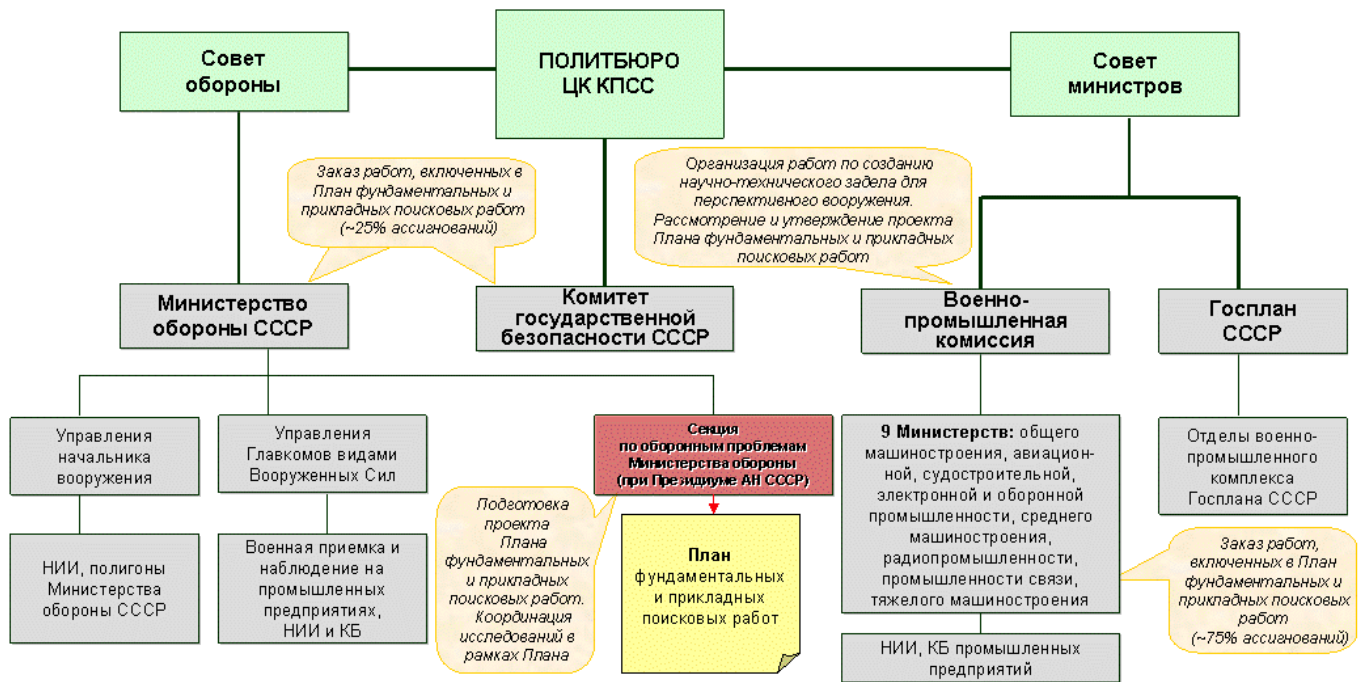 Совет
обороны
ПОЛИТБЮРО
ЦК КПСС
Совет
министров
Заказ работ, включенных в
План фундаментальных и
прикладных поисковых работ
(~25% ассигнований)
Организация работ по созданию
научно-технического задела для
перспективного вооружения.
Рассмотрение и утверждение проекта
Плана фундаментальных и прикладных
поисковых работ
Министерство
обороны СССР
Комитет
государственной
безопасности СССР
Военно-
промышленная
комиссия
Госплан
СССР
Управления
начальника
вооружения
Управления
Главкомов видами
Вооруженных Сил
Секция
по оборонным проблемам
Министерства обороны
(при Президиуме АН СССР)
9 Министерств: общего
машиностроения, авиацион-
ной, судостроительной,
электронной и оборонной
промышленности, среднего
машиностроения,
радиопромышленности,
промышленности связи,
тяжелого машиностроения
Отделы военно-
промышленного
комплекса
Госплана СССР
НИИ, полигоны
Министерства
обороны СССР
Военная приемка и
наблюдение на
промышленных
предприятиях,
НИИ и КБ
Подготовка
проекта
Плана
фундаментальных
и прикладных
поисковых работ.
Координация
исследований в
рамках Плана
План
фундаментальных
и прикладных
поисковых работ
Заказ работ,
включенных в План
фундаментальных и
прикладных поисковых
работ
(~75% ассигнований)
НИИ, КБ промышленных
предприятий